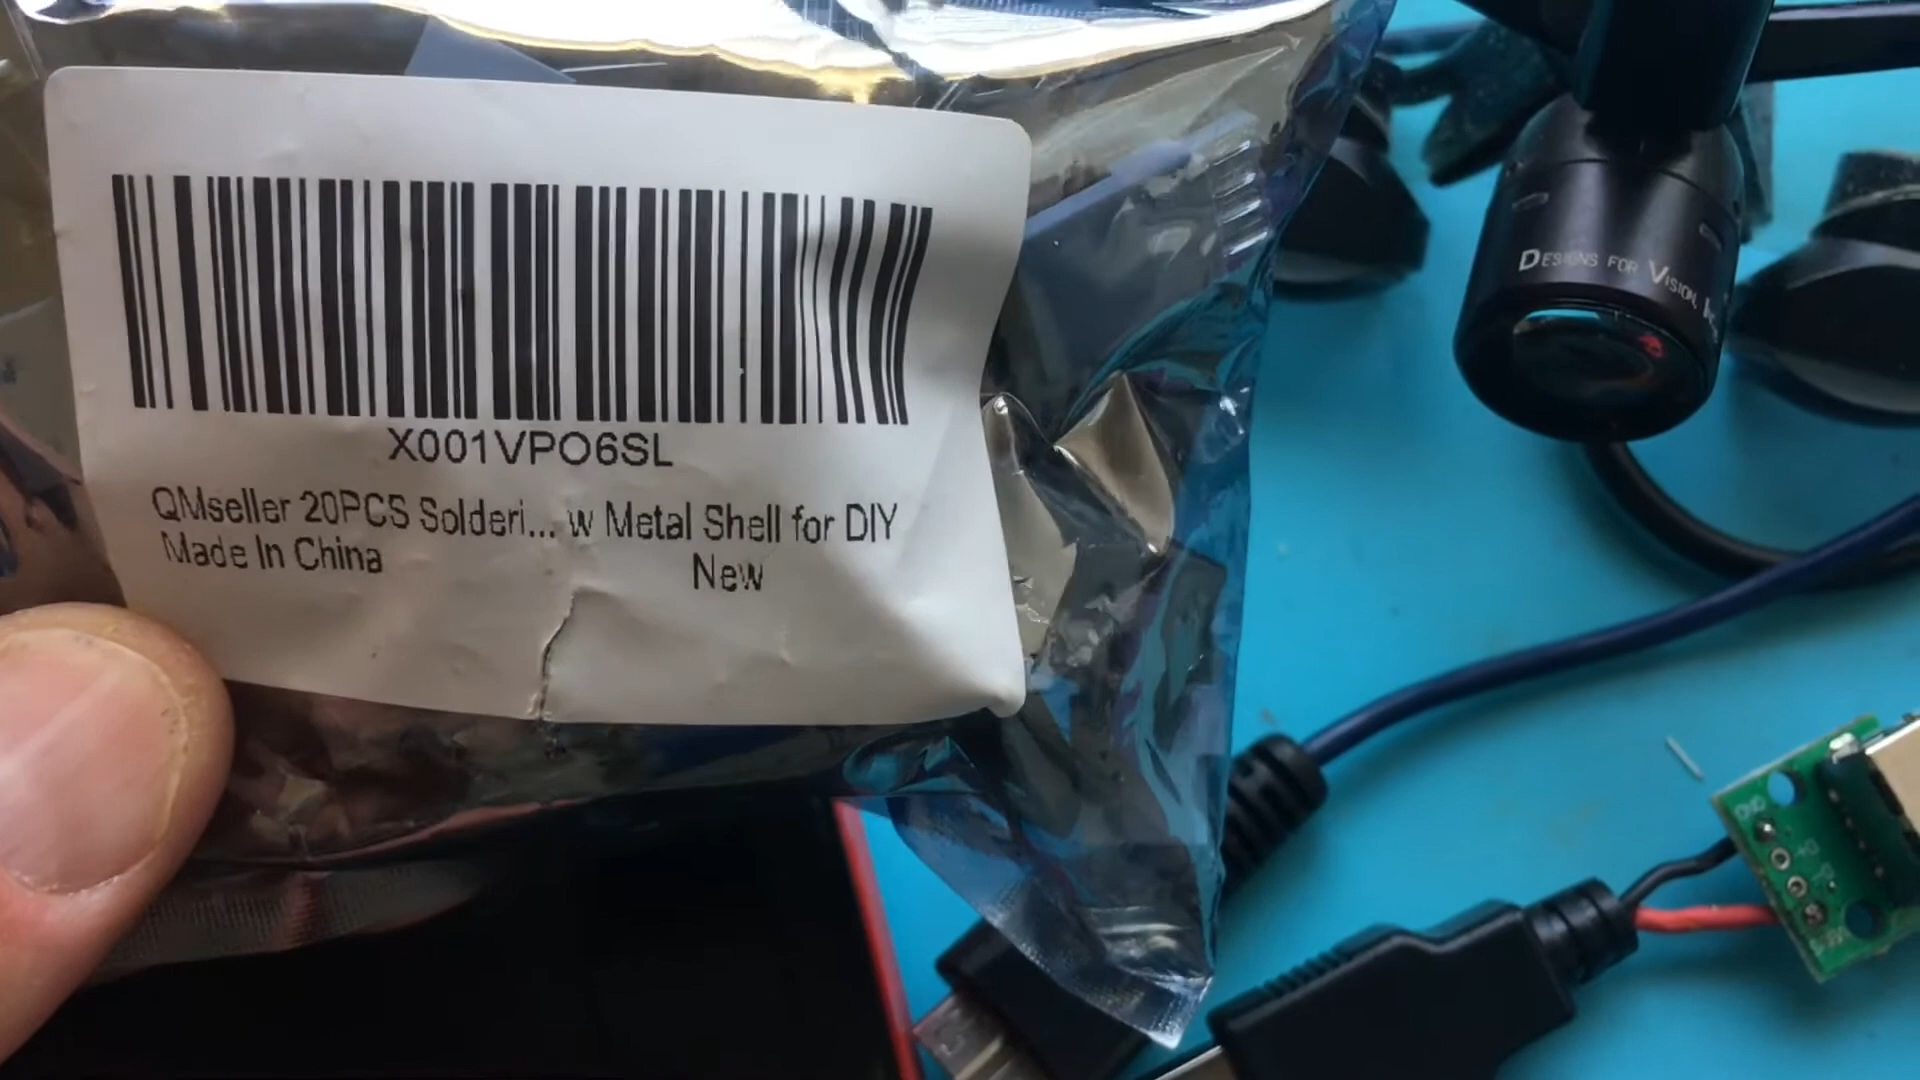 X001VPO6SL
QMseller 20PCS Solderi... w Metal Shell for DIY
Made In China
New
DESIGNS FOR VISION,
GND
D+